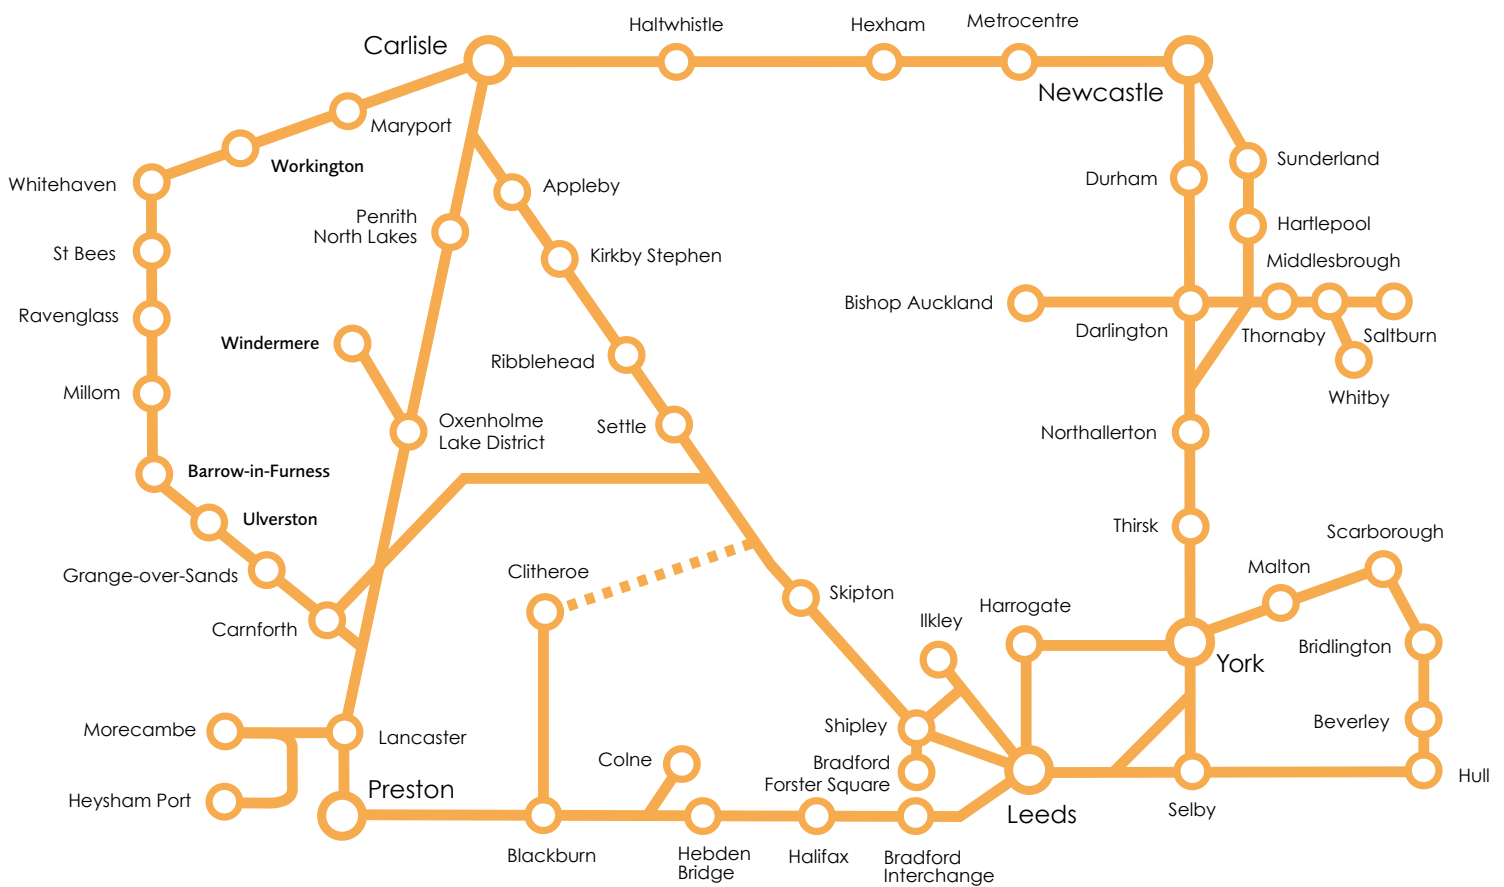 Haltwhistle
Hexham
Metrocentre
Carlisle
Newcastle
Maryport
Workington
Whitehaven
Appleby
Sunderland
Durham
Penrith
North Lakes
Hartlepool
St Bees
Kirkby Stephen
Middlesbrough
Bishop Auckland
Ravenglass
Darlington
Thornaby
Saltburn
Windermere
Ribblehead
Whitby
Millom
Oxenholme
Lake District
Settle
Northallerton
Barrow-in-Furness
Ulverston
Thirsk
Scarborough
Grange-over-Sands
Clitheroe
Malton
Skipton
Harrogate
Ilkley
Carnforth
Bridlington
York
Morecambe
Lancaster
Shipley
Beverley
Colne
Bradford
Forster Square
Hull
Preston
Heysham Port
Leeds
Selby
Blackburn
Hebden
Bridge
Halifax
Bradford
Interchange